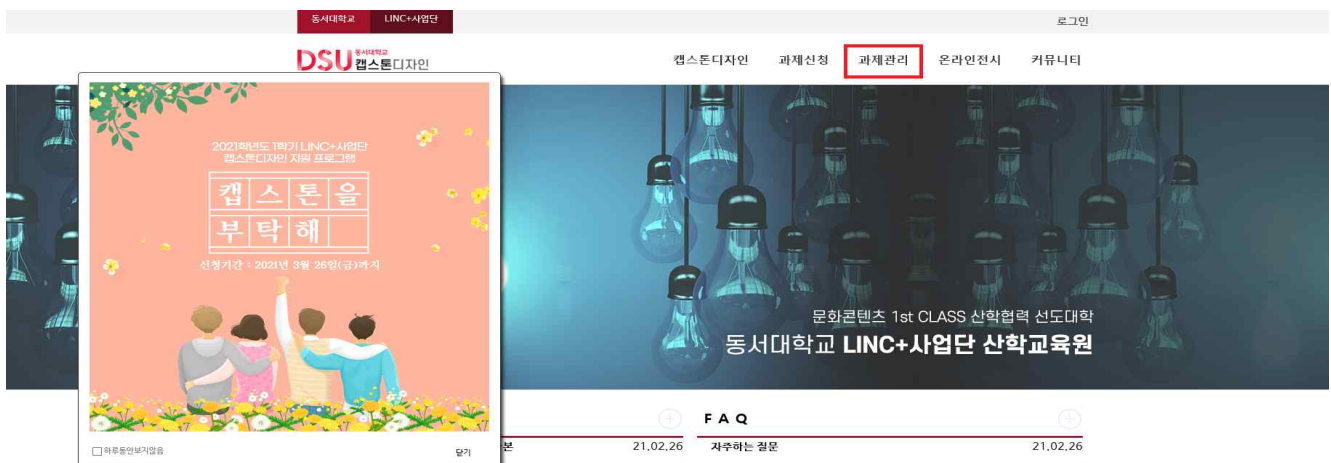 동서대학교 LINC+사업단
로그인
DSU 동서대학교 캡스톤디자인
캡스톤디자인 과제신청 과제관리 온라인전시 커뮤니티
2021학년도 1학기 LINC+사업단
캡스톤디자인 지원 프로그램
캡스톤을
부탁해
신청기간 : 2021년 3월 26일(금)까지
문화콘텐츠 1st CLASS 산학협력 선도대학
동서대학교 LINC+사업단 산학교육원
FAQ
본 21.02.26
자주하는 질문 21.02.26
하루동안보지않음 닫기